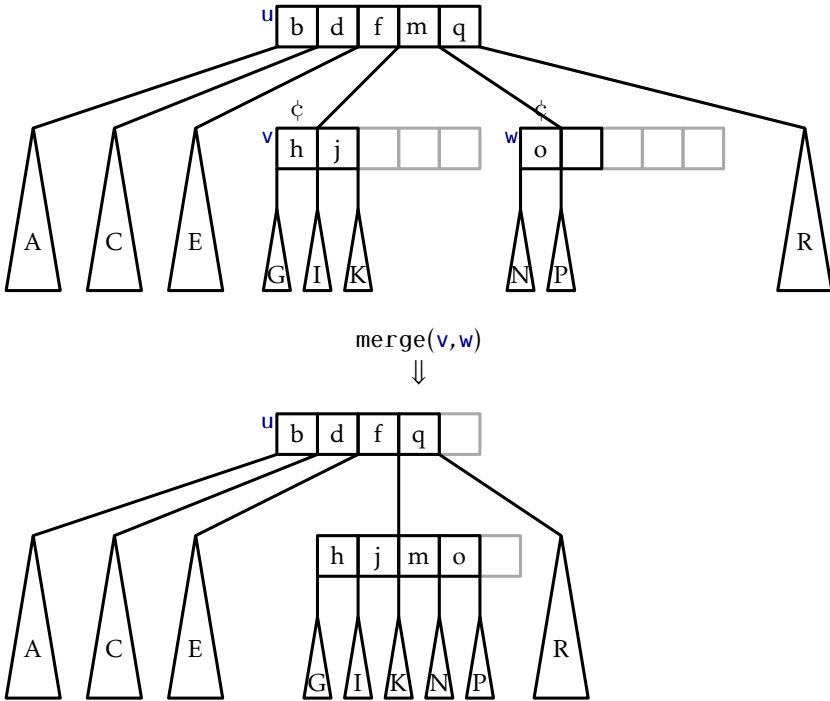 u b d f m q
¢ ¢
v h j w o
A C E R
G I K N P
merge(v,w)
⇓
u b d f q
h j m o
A C E R
G I K N P